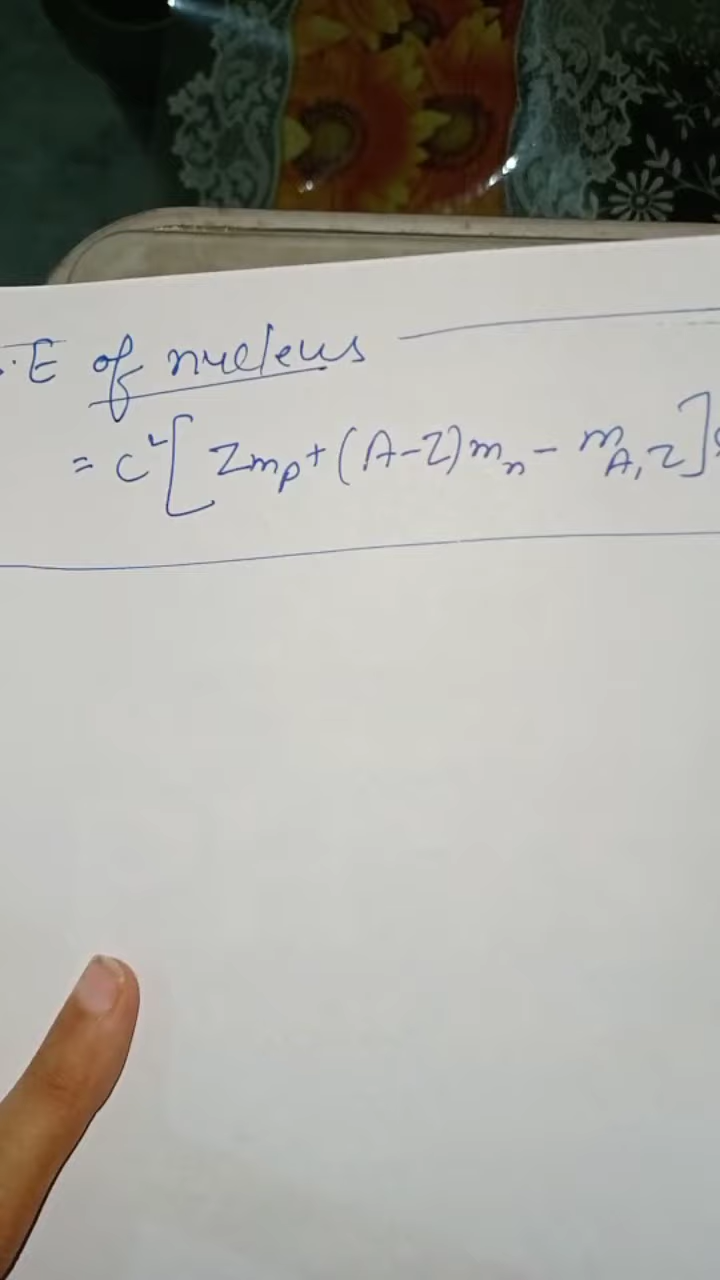 .E of nucleus
= c²[Zmp+(A-Z)mn- mA,Z]